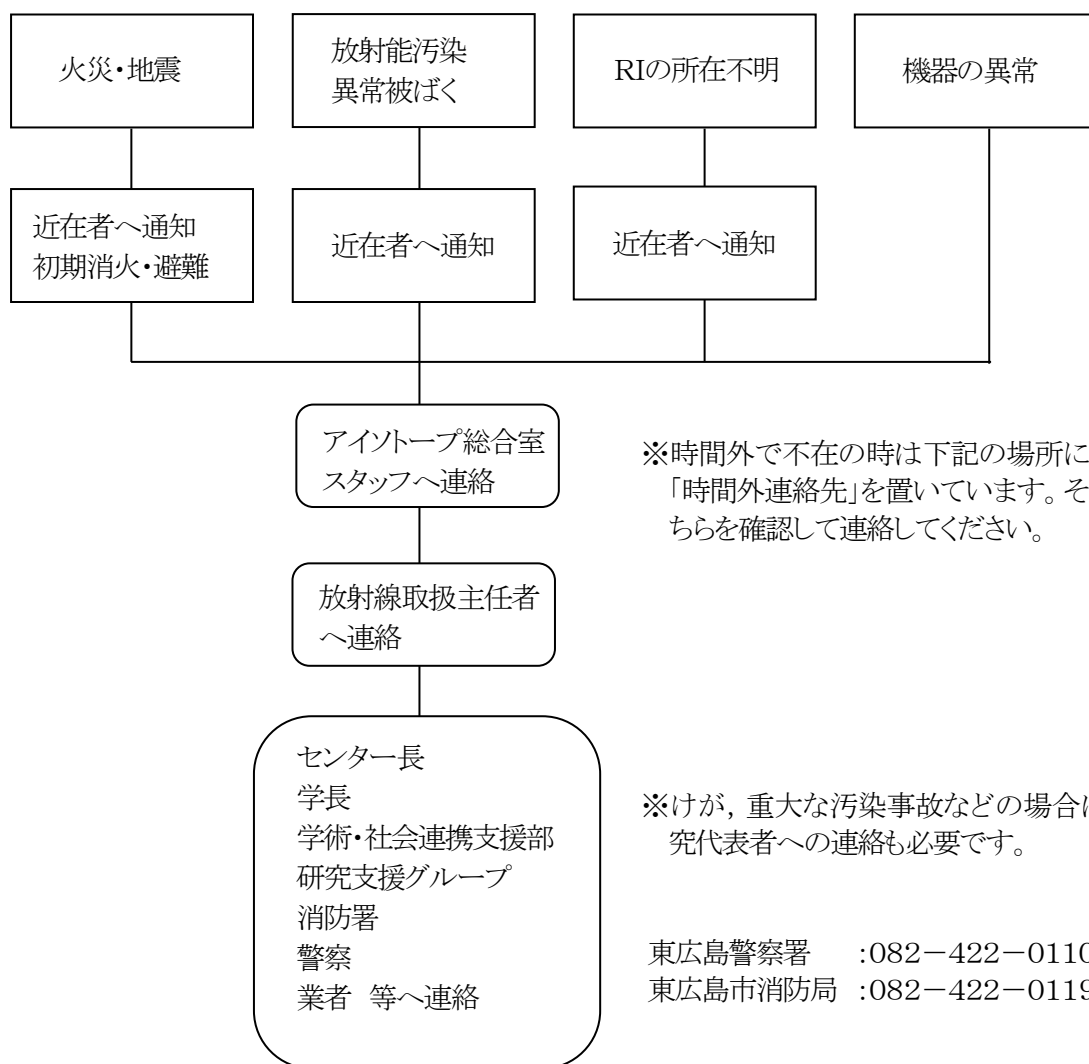 火災・地震
放射能汚染
異常被ばく
RIの所在不明
機器の異常
近在者へ通知
初期消火・避難
近在者へ通知
近在者へ通知
アイソトープ総合室
スタッフへ連絡
※時間外で不在の時は下記の場所に
「時間外連絡先」を置いています。そ
ちらを確認して連絡してください。
放射線取扱主任者
へ連絡
センター長
学長
学術・社会連携支援部
研究支援グループ
消防署
警察
業者 等へ連絡
※けが，重大な汚染事故などの場合
究代表者への連絡も必要です。
東広島警察署 :082－422－0110
東広島市消防局 :082－422－0119